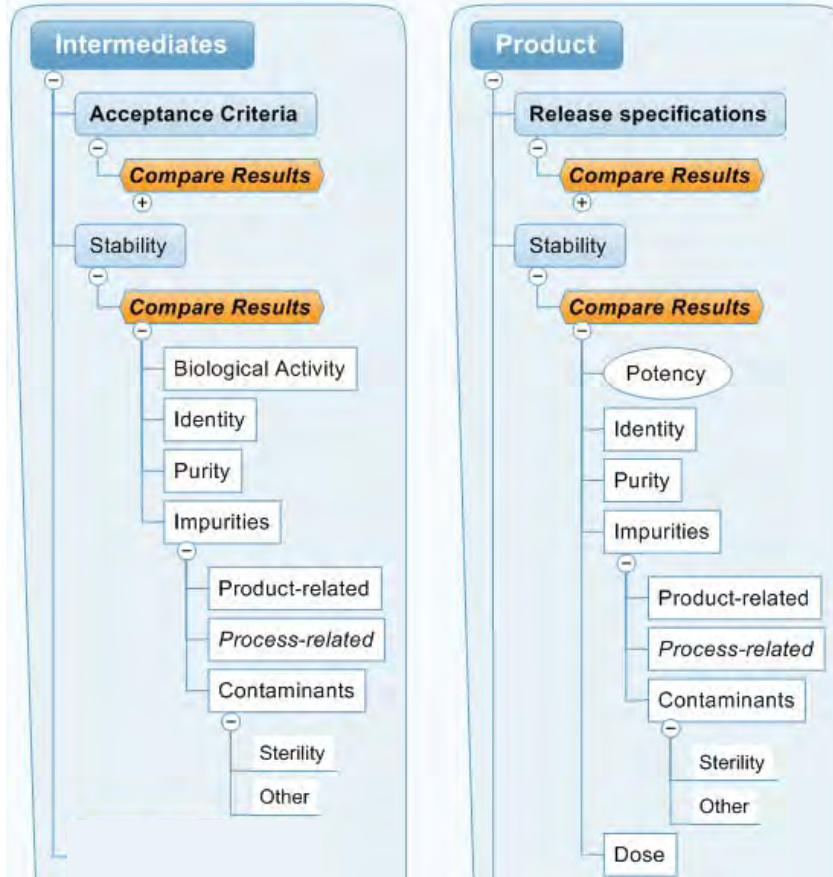 Intermediates
Acceptance Criteria
Compare Results
Stability
Compare Results
Biological Activity
Identity
Purity
Impurities
Product-related
Process-related
Contaminants
Sterility
Other
Product
Release specifications
Compare Results
Stability
Compare Results
Potency
Identity
Purity
Impurities
Product-related
Process-related
Contaminants
Sterility
Other
Dose